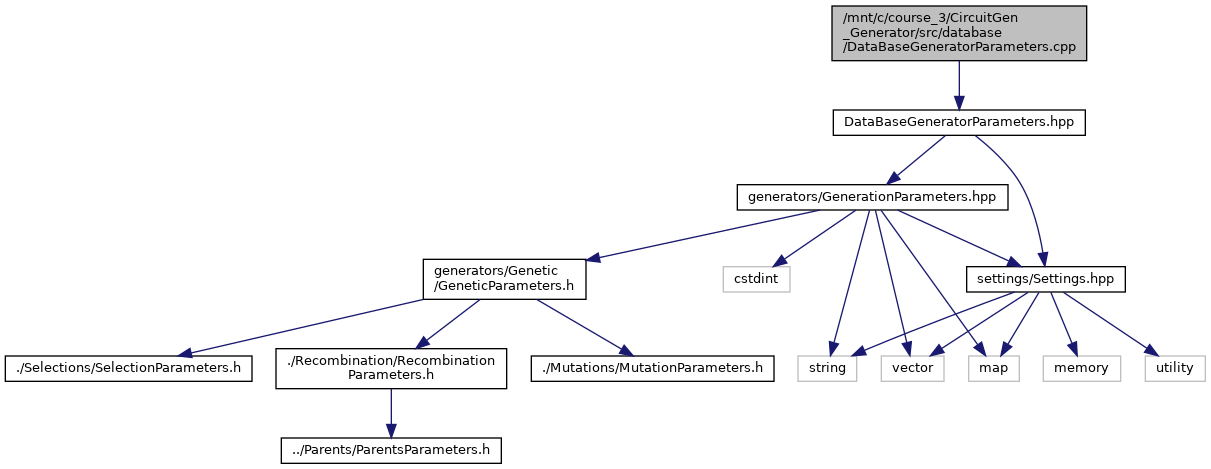 /mnt/c/course_3/CircuitGen
_Generator/src/database
/DataBaseGeneratorParameters.cpp
DataBaseGeneratorParameters.hpp
generators/GenerationParameters.hpp
generators/Genetic
/GeneticParameters.h
cstdint
settings/Settings.hpp
./Selections/SelectionParameters.h
./Recombination/Recombination
Parameters.h
./Mutations/MutationParameters.h
string
vector
map
memory
utility
../Parents/ParentsParameters.h